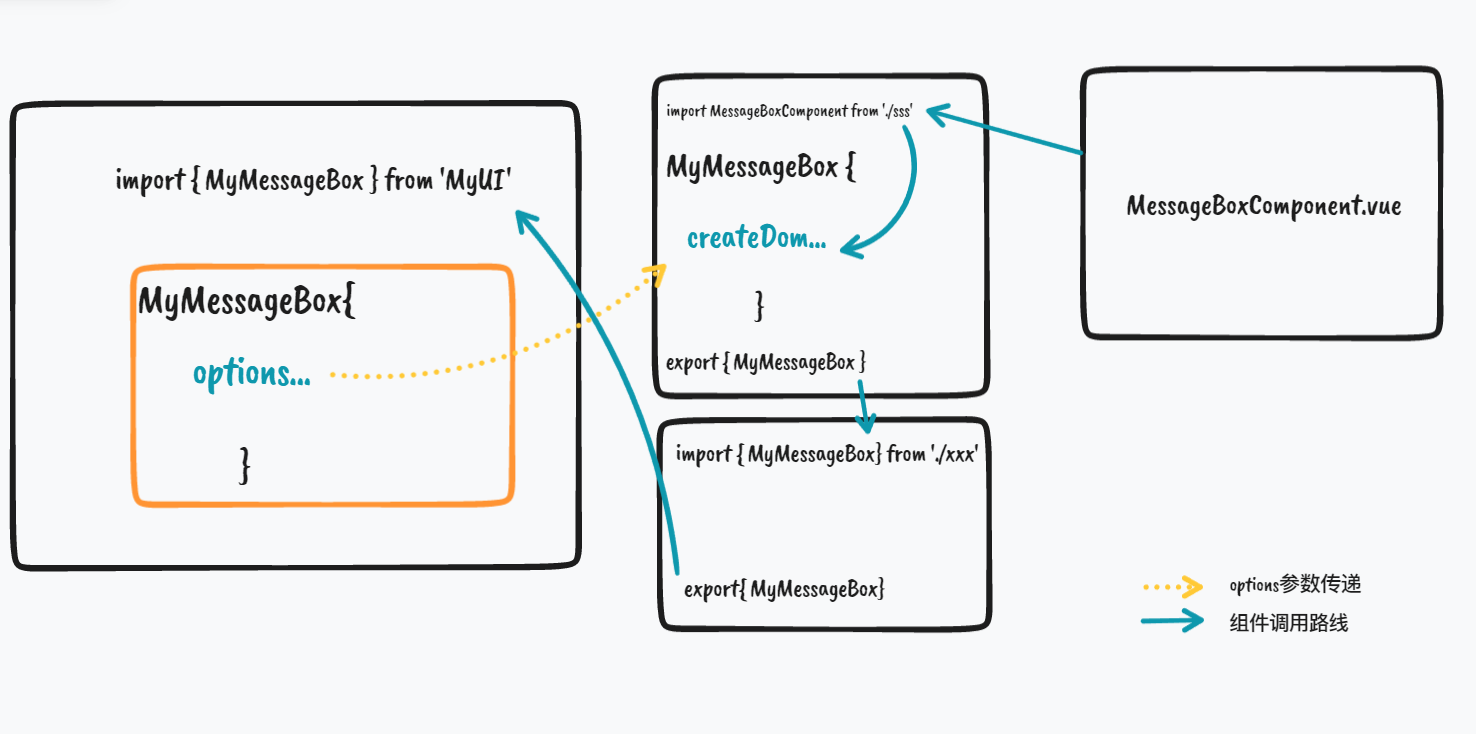 import { MyMessageBox } from 'MyUI'
MyMessageBox{
options...
}
import MessageBoxComponent from './sss'
MyMessageBox {
createDom...
}
export { MyMessageBox }
import { MyMessageBox} from './xxx'
export{ MyMessageBox}
MessageBoxComponent.vue
options参数传递
组件调用路线